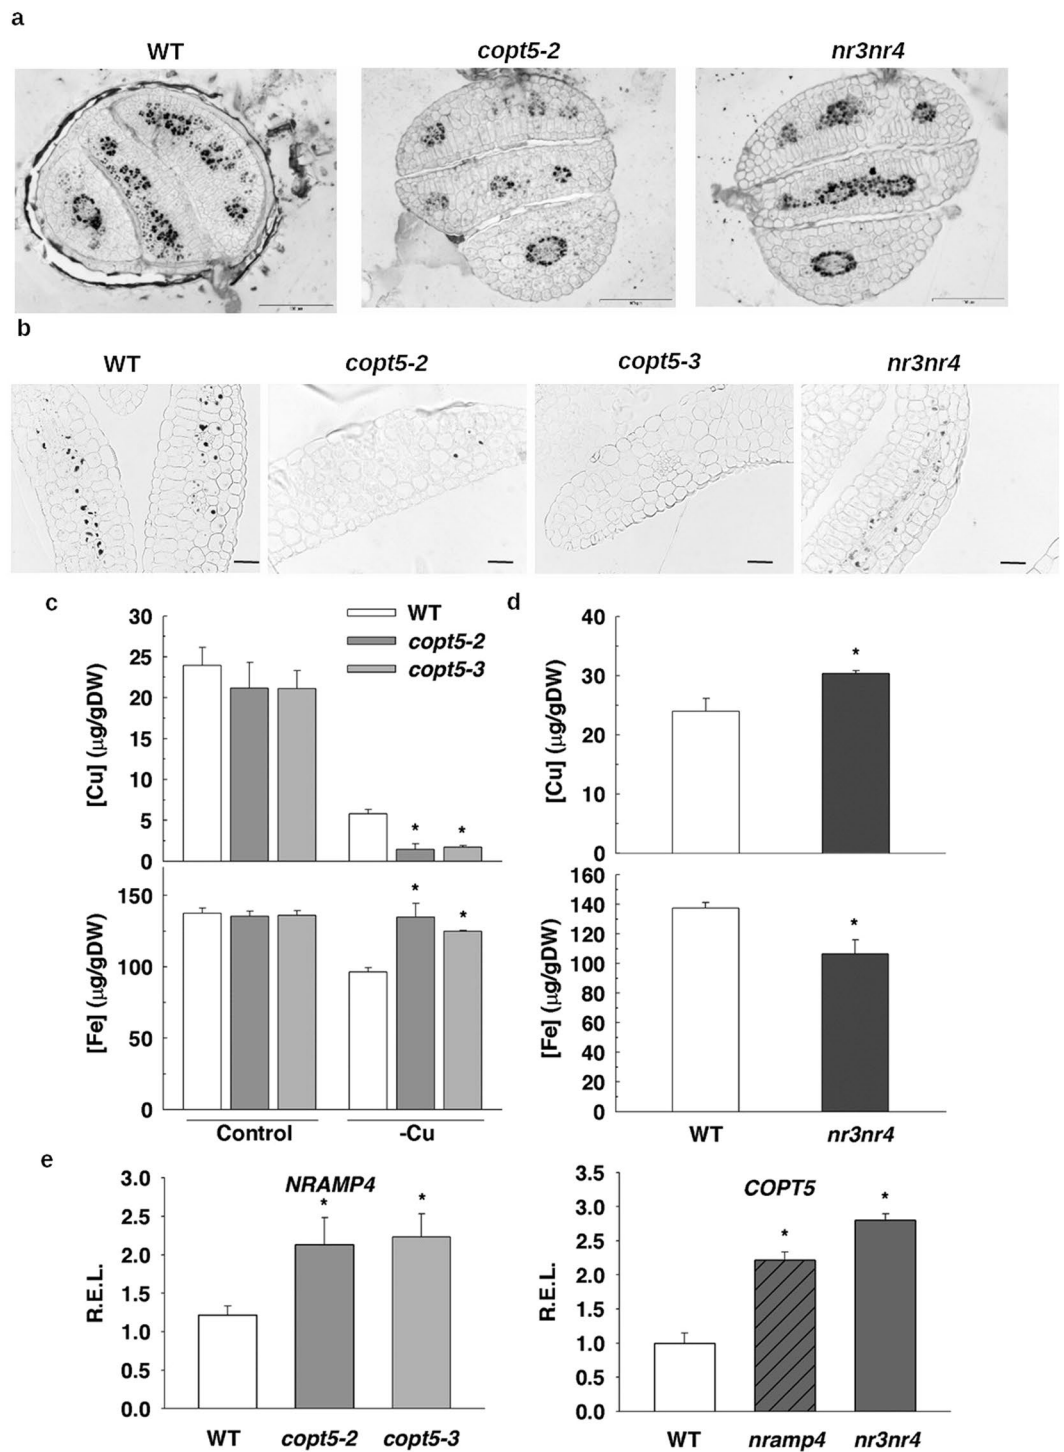 a
WT copt5-2 nr3nr4
b
WT copt5-2 copt5-3 nr3nr4
c
WT
copt5-2
copt5-3
30
25
20
15
10
5
0
[Cu] (µg/gDW)
150
100
50
0
[Fe] (µg/gDW)
* *
* *
Control -Cu
d
40
30
20
10
0
[Cu] (µg/gDW)
*
160
140
120
100
80
60
40
20
0
[Fe] (µg/gDW)
*
WT nr3nr4
e
NRAMP4
3.0
2.5
2.0
1.5
1.0
0.5
0.0
R.E.L.
* *
WT copt5-2 copt5-3
COPT5
3.5
3.0
2.5
2.0
1.5
1.0
0.5
0.0
R.E.L.
* *
WT nramp4 nr3nr4